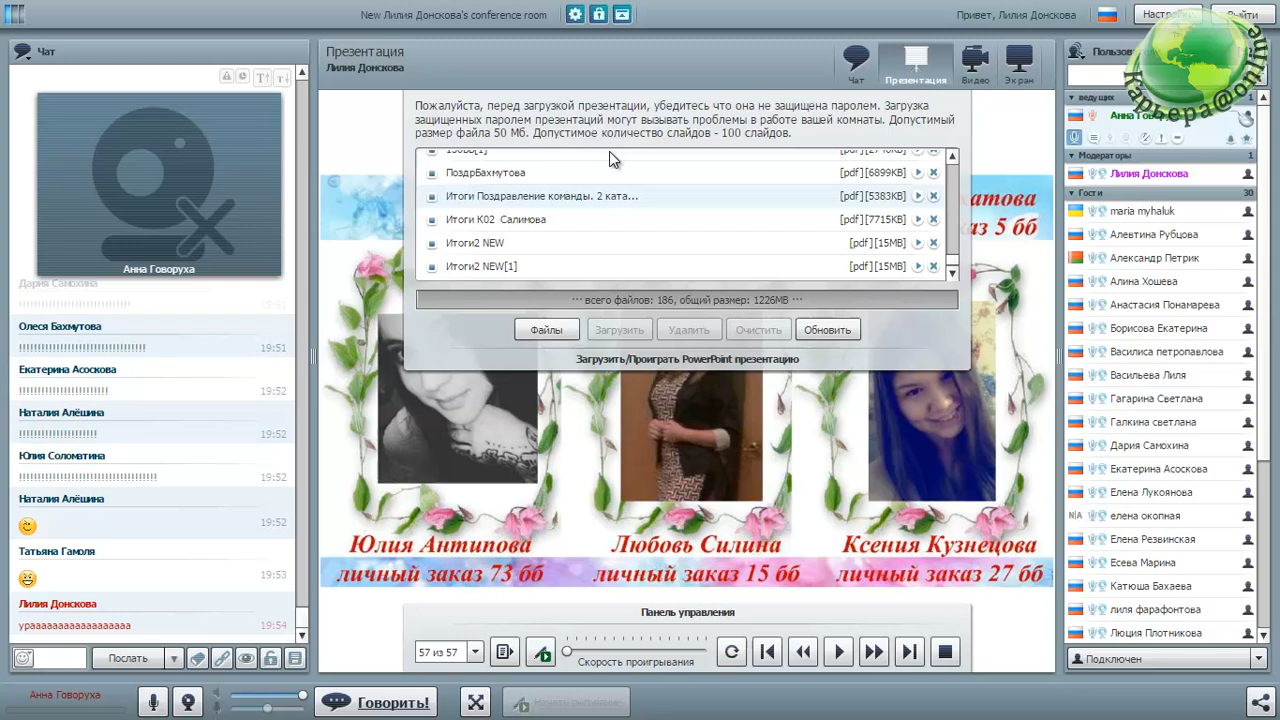 New Лилия Донскова's conference room
Привет, Лилия Донскова
Настройки
Выйти
Карьера@online
Чат
Анна Говоруха
Дария Самохина
!!!!!!!!!!!!!!!!!!!!!!!!!!!! 19:51
Олеся Бахмутова
!!!!!!!!!!!!!!!!!!!!!!!!!!!!!!!! 19:51
Екатерина Асоскова
!!!!!!!!!!!!!!!!!!!!!!! 19:51
Наталия Алёшина
!!!!!!!!!!!!!!!!!!!! 19:52
Юлия Соломатина
!!!!!!!!!!!!!!!!!!!!!!!!!!!!!!!!!!! 19:52
Наталия Алёшина
19:52
Татьяна Гамоля
19:53
Лилия Донскова
урааааааааааааааааа 19:54
Послать
Презентация
Лилия Донскова
Чат
Презентация
Видео
Экран
Пожалуйста, перед загрузкой презентации, убедитесь что она не защищена паролем. Загрузка
защищенных паролем презентаций могут вызывать проблемы в работе вашей комнаты. Допустимый
размер файла 50 Мб. Допустимое количество слайдов - 100 слайдов.
ПоздрБахмутова [pdf][6899KB]
Итоги Поздравление команды. 2 ката... [pdf][5383KB]
Итоги К02 Салимова [pdf][7715KB]
Итоги2 NEW [pdf][15MB]
Итоги2 NEW[1] [pdf][15MB]
··· всего файлов: 186, общий размер: 1226MB ···
Файлы
Загрузить
Удалить
Очистить
Обновить
Загрузить/Проиграть PowerPoint презентацию
з 5 бб
Юлия Антипова
личный заказ 73 бб
Любовь Силина
личный заказ 15 бб
Ксения Кузнецова
личный заказ 27 бб
Панель управления
57 из 57
Скорость проигрывания
ведущих 1
Модераторы 1
Лилия Донскова
Гости 30
maria myhaluk
Алевтина Рубцова
Александр Петрик
Алина Хошева
Анастасия Понамарева
Борисова Екатерина
Василиса петропавлова
Васильева Лиля
Гагарина Светлана
Галкина светлана
Дария Самохина
Екатерина Асоскова
Елена Лукоянова
N/A елена окопная
Елена Резвинская
Есева Марина
Катюша Бахаева
лиля фарафонтова
Люция Плотникова
Подключен
Анна Говоруха
Говорить!